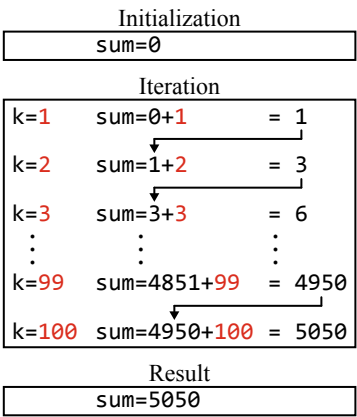 Initialization
sum=0
Iteration
k=1 sum=0+1 = 1
k=2 sum=1+2 = 3
k=3 sum=3+3 = 6
⋮ ⋮ ⋮
k=99 sum=4851+99 = 4950
k=100 sum=4950+100 = 5050
Result
sum=5050